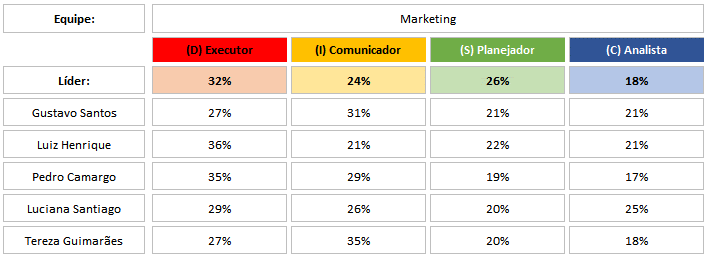 Equipe: Marketing
(D) Executor (I) Comunicador (S) Planejador (C) Analista
Líder: 32% 24% 26% 18%
Gustavo Santos 27% 31% 21% 21%
Luiz Henrique 36% 21% 22% 21%
Pedro Camargo 35% 29% 19% 17%
Luciana Santiago 29% 26% 20% 25%
Tereza Guimarães 27% 35% 20% 18%